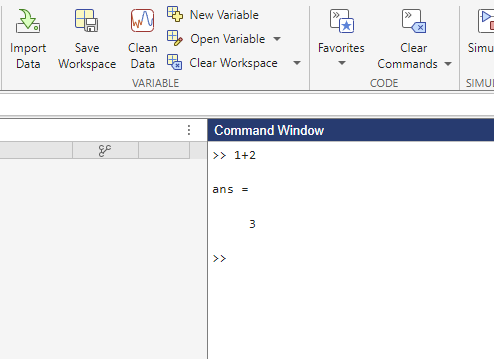 Import Data
Save Workspace
Clean Data
New Variable
Open Variable
Clear Workspace
VARIABLE
Favorites
Clear Commands
CODE
Simu
SIMU
Command Window
>> 1+2
ans =
3
>>